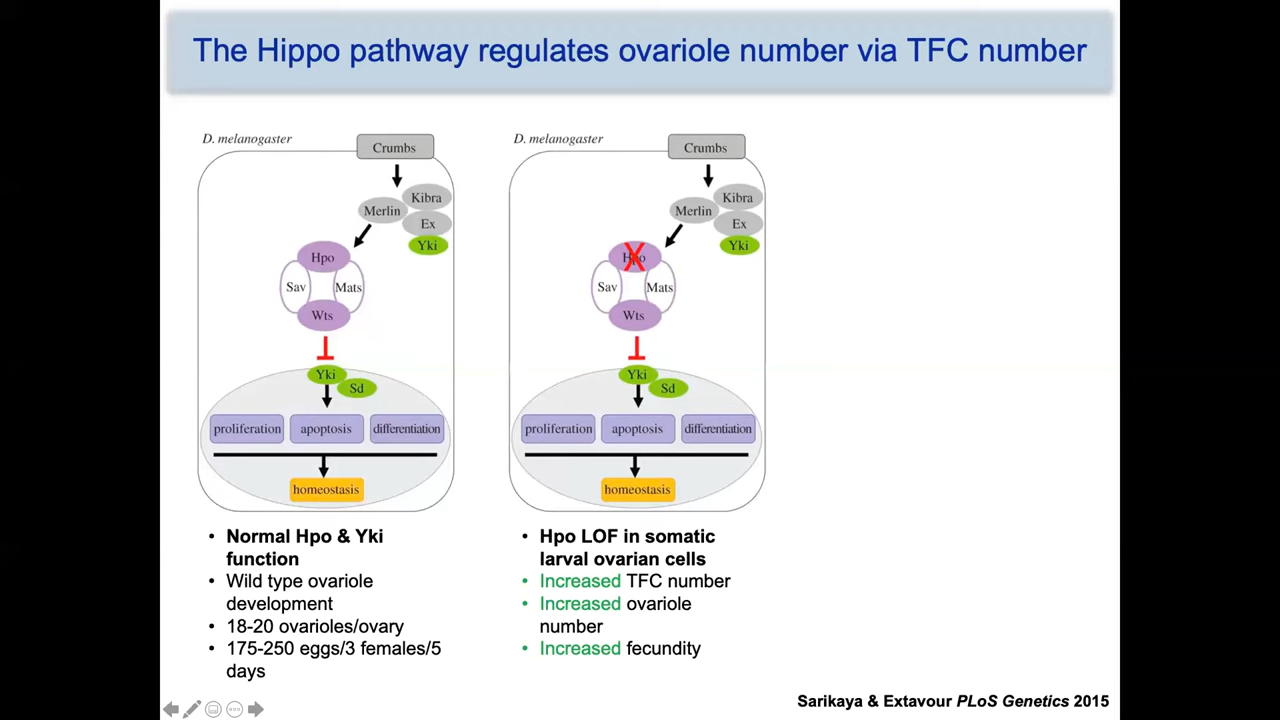 The Hippo pathway regulates ovariole number via TFC number
D. melanogaster
Crumbs
Kibra
Merlin
Ex
Yki
Hpo
Sav
Mats
Wts
Yki
Sd
proliferation
apoptosis
differentiation
homeostasis
• Normal Hpo & Yki
function
• Wild type ovariole
development
• 18-20 ovarioles/ovary
• 175-250 eggs/3 females/5
days
D. melanogaster
Crumbs
Kibra
Merlin
Ex
Yki
Hpo
Sav
Mats
Wts
Yki
Sd
proliferation
apoptosis
differentiation
homeostasis
• Hpo LOF in somatic
larval ovarian cells
• Increased TFC number
• Increased ovariole
number
• Increased fecundity
Sarikaya & Extavour PLoS Genetics 2015